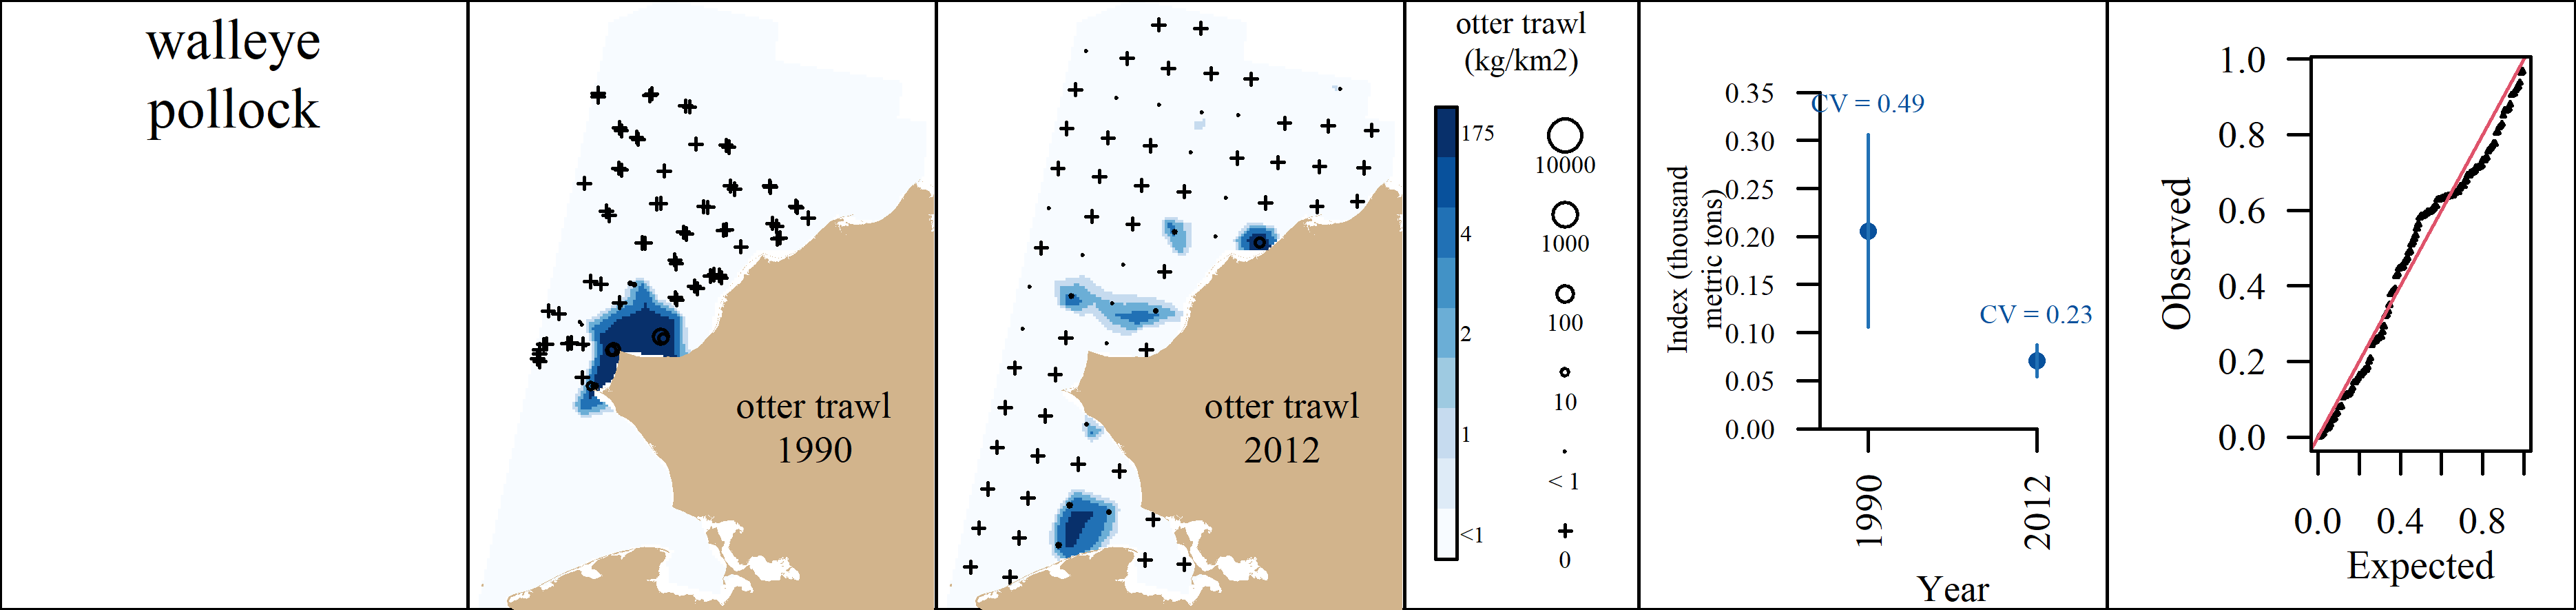 walleye
pollock
otter trawl
1990
otter trawl
2012
otter trawl
(kg/km2)
175
4
2
1
<1
10000
1000
100
10
< 1
0
Index (thousand
metric tons)
0.35
0.30
0.25
0.20
0.15
0.10
0.05
0.00
CV = 0.49
CV = 0.23
1990
2012
Year
Observed
1.0
0.8
0.6
0.4
0.2
0.0
0.0 0.4 0.8
Expected